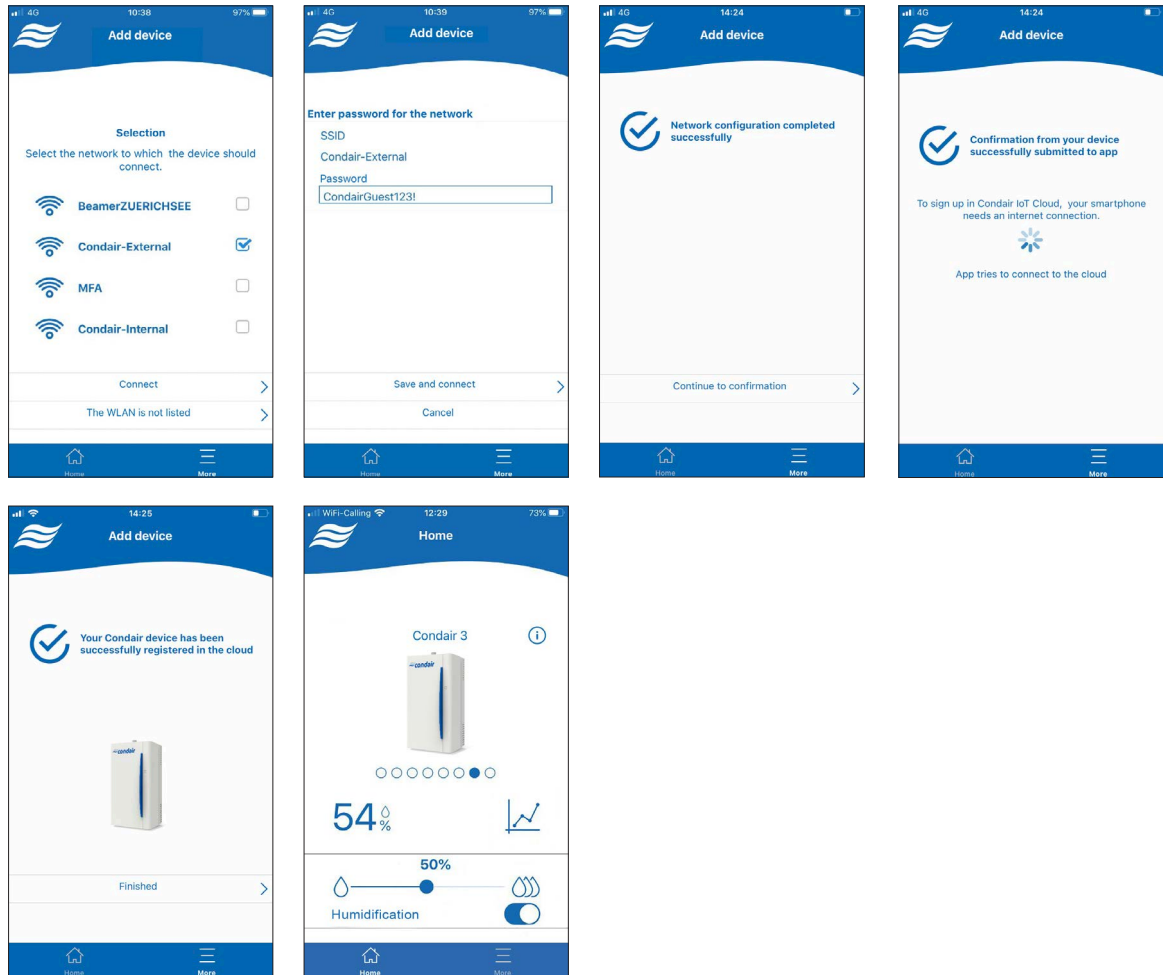 4G 10:38 97%
Add device
Selection
Select the network to which the device should
connect.
BeamerZUERICHSEE
Condair-External
MFA
Condair-Internal
Connect
The WLAN is not listed
Home More
4G 10:39 97%
Add device
Enter password for the network
SSID
Condair-External
Password
CondairGuest123!
Save and connect
Cancel
Home More
4G 14:24
Add device
Network configuration completed
successfully
Continue to confirmation
Home More
4G 14:24
Add device
Confirmation from your device
successfully submitted to app
To sign up in Condair IoT Cloud, your smartphone
needs an internet connection.
App tries to connect to the cloud
Home More
14:25
Add device
Your Condair device has been
successfully registered in the cloud
condair
Finished
Home More
WiFi-Calling 12:29 73%
Home
Condair 3
condair
54 %
50%
Humidification
Home More